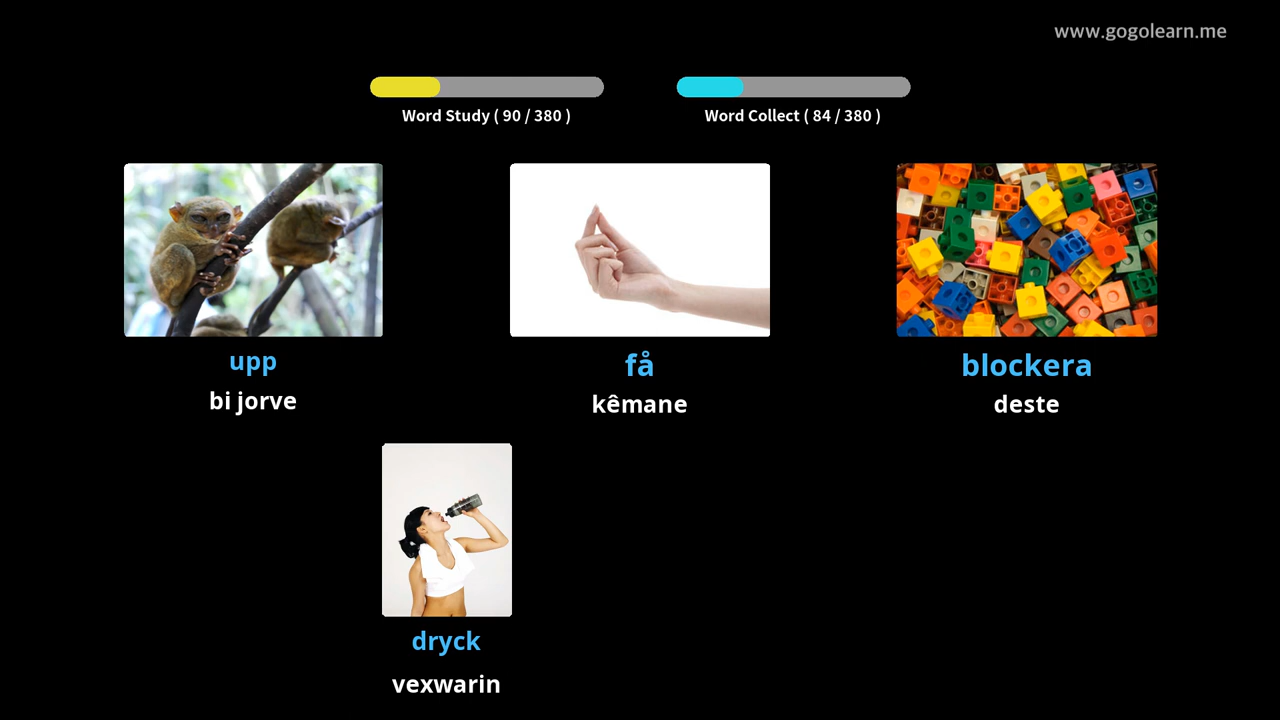 www.gogolearn.me
Word Study ( 90 / 380 )
Word Collect ( 84 / 380 )
upp
få
blockera
bi jorve
kêmane
deste
dryck
vexwarin